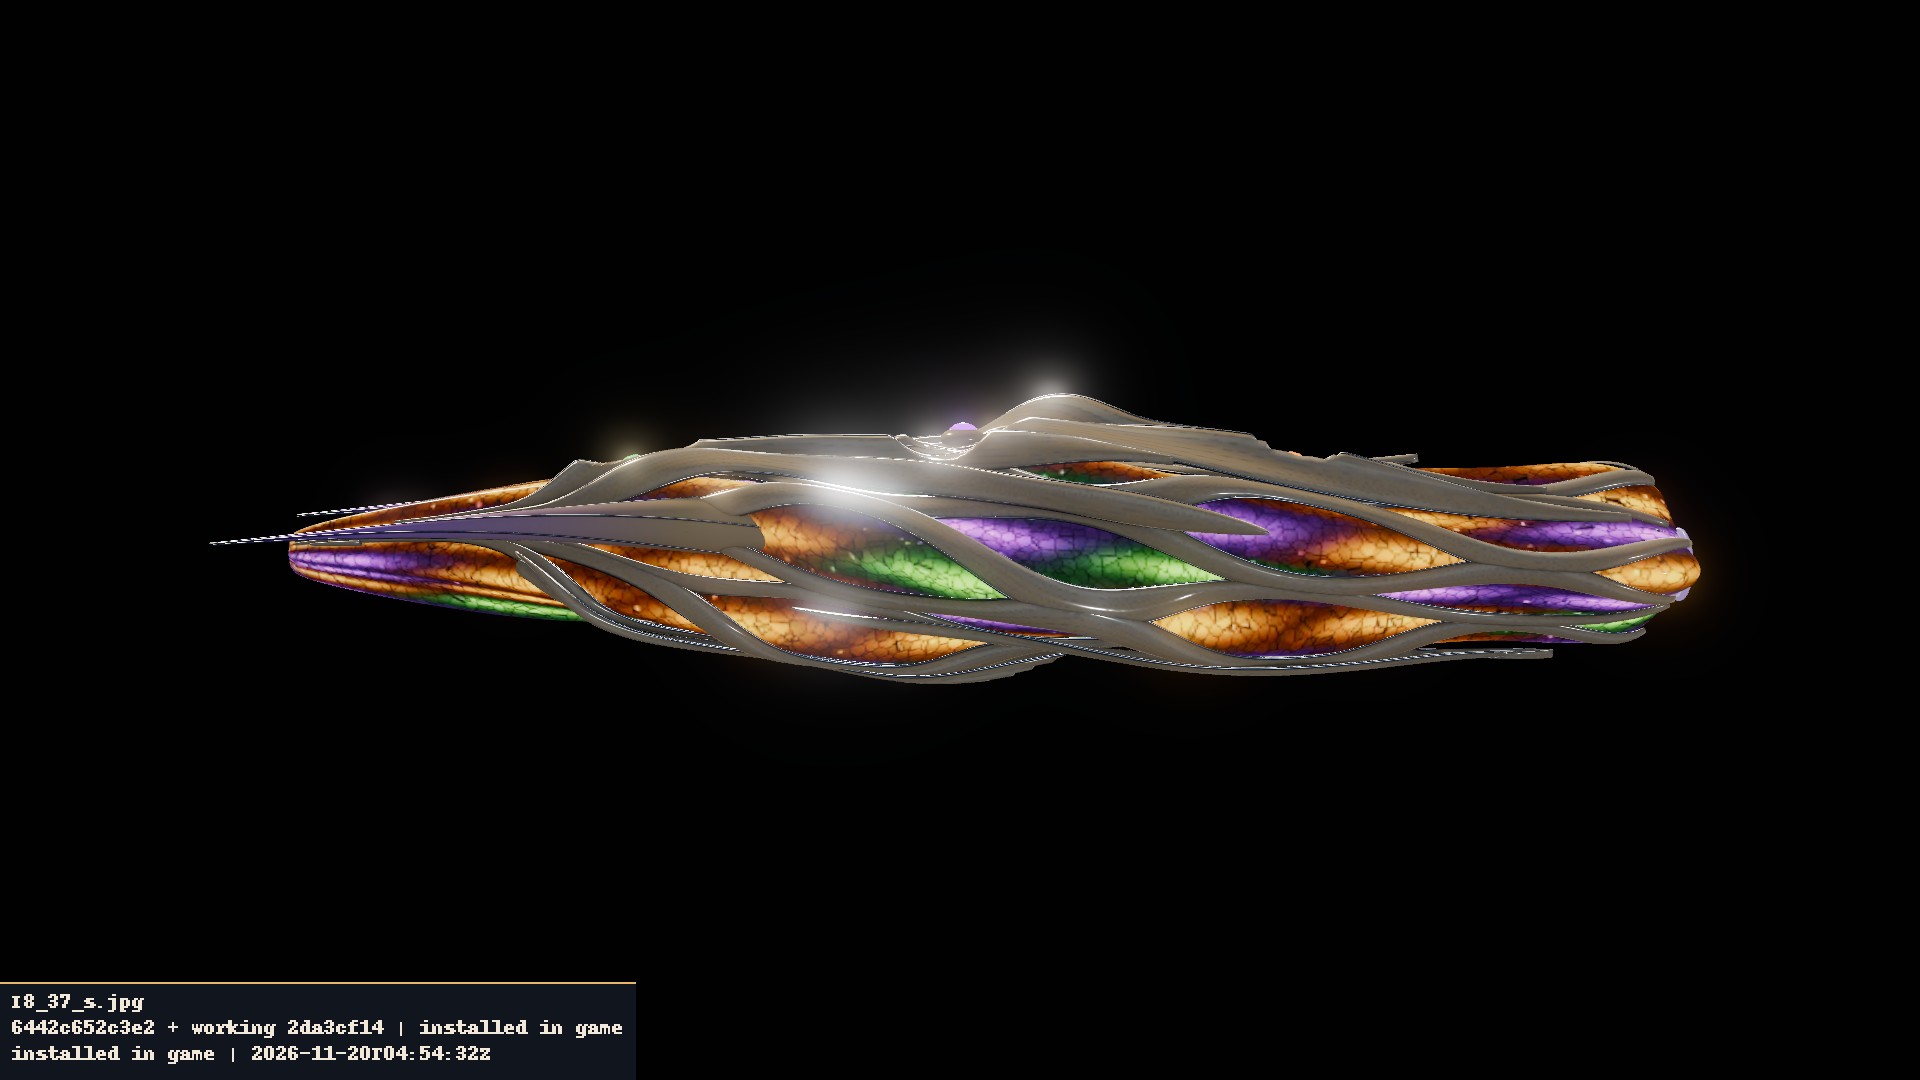 I8_37_s.jpg
6442c652c3e2 + working 2da3cf14 | installed in game
installed in game | 2026-11-20T04:54:32Z